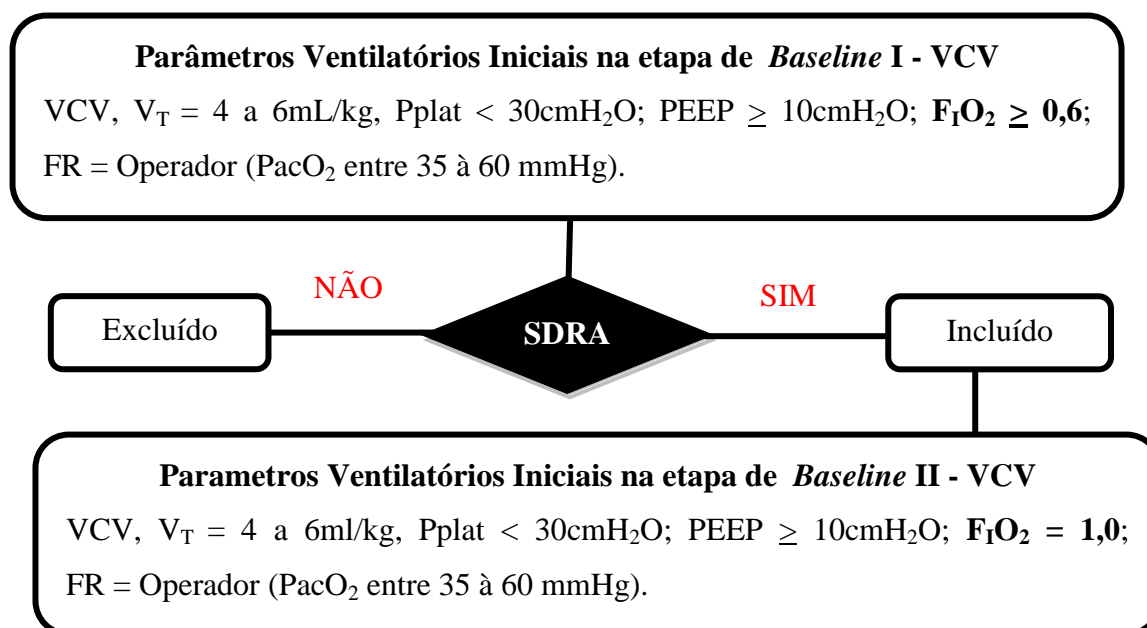 Parâmetros Ventilatórios Iniciais na etapa de Baseline I - VCV
VCV, VT = 4 a 6mL/kg, Pplat < 30cmH2O; PEEP ≥ 10cmH2O; FIO2 ≥ 0,6;
FR = Operador (PacO2 entre 35 à 60 mmHg).
NÃO
SIM
Excluído
SDRA
Incluído
Parametros Ventilatórios Iniciais na etapa de Baseline II - VCV
VCV, VT = 4 a 6ml/kg, Pplat < 30cmH2O; PEEP ≥ 10cmH2O; FIO2 = 1,0;
FR = Operador (PacO2 entre 35 à 60 mmHg).